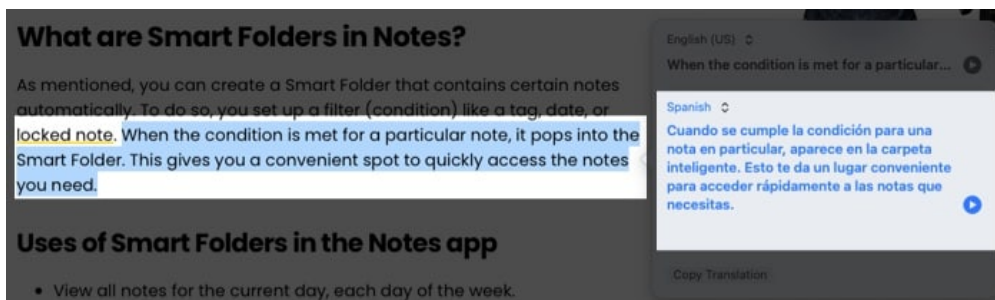 What are Smart Folders in Notes?
As mentioned, you can create a Smart Folder that contains certain notes
automatically. To do so, you set up a filter (condition) like a tag, date, or
locked note. When the condition is met for a particular note, it pops into the
Smart Folder. This gives you a convenient spot to quickly access the notes
you need.
Uses of Smart Folders in the Notes app
• View all notes for the current day, each day of the week.
English (US)
When the condition is met for a particular...
Spanish
Cuando se cumple la condición para una
nota en particular, aparece en la carpeta
inteligente. Esto te da un lugar conveniente
para acceder rápidamente a las notas que
necesitas.
Copy Translation